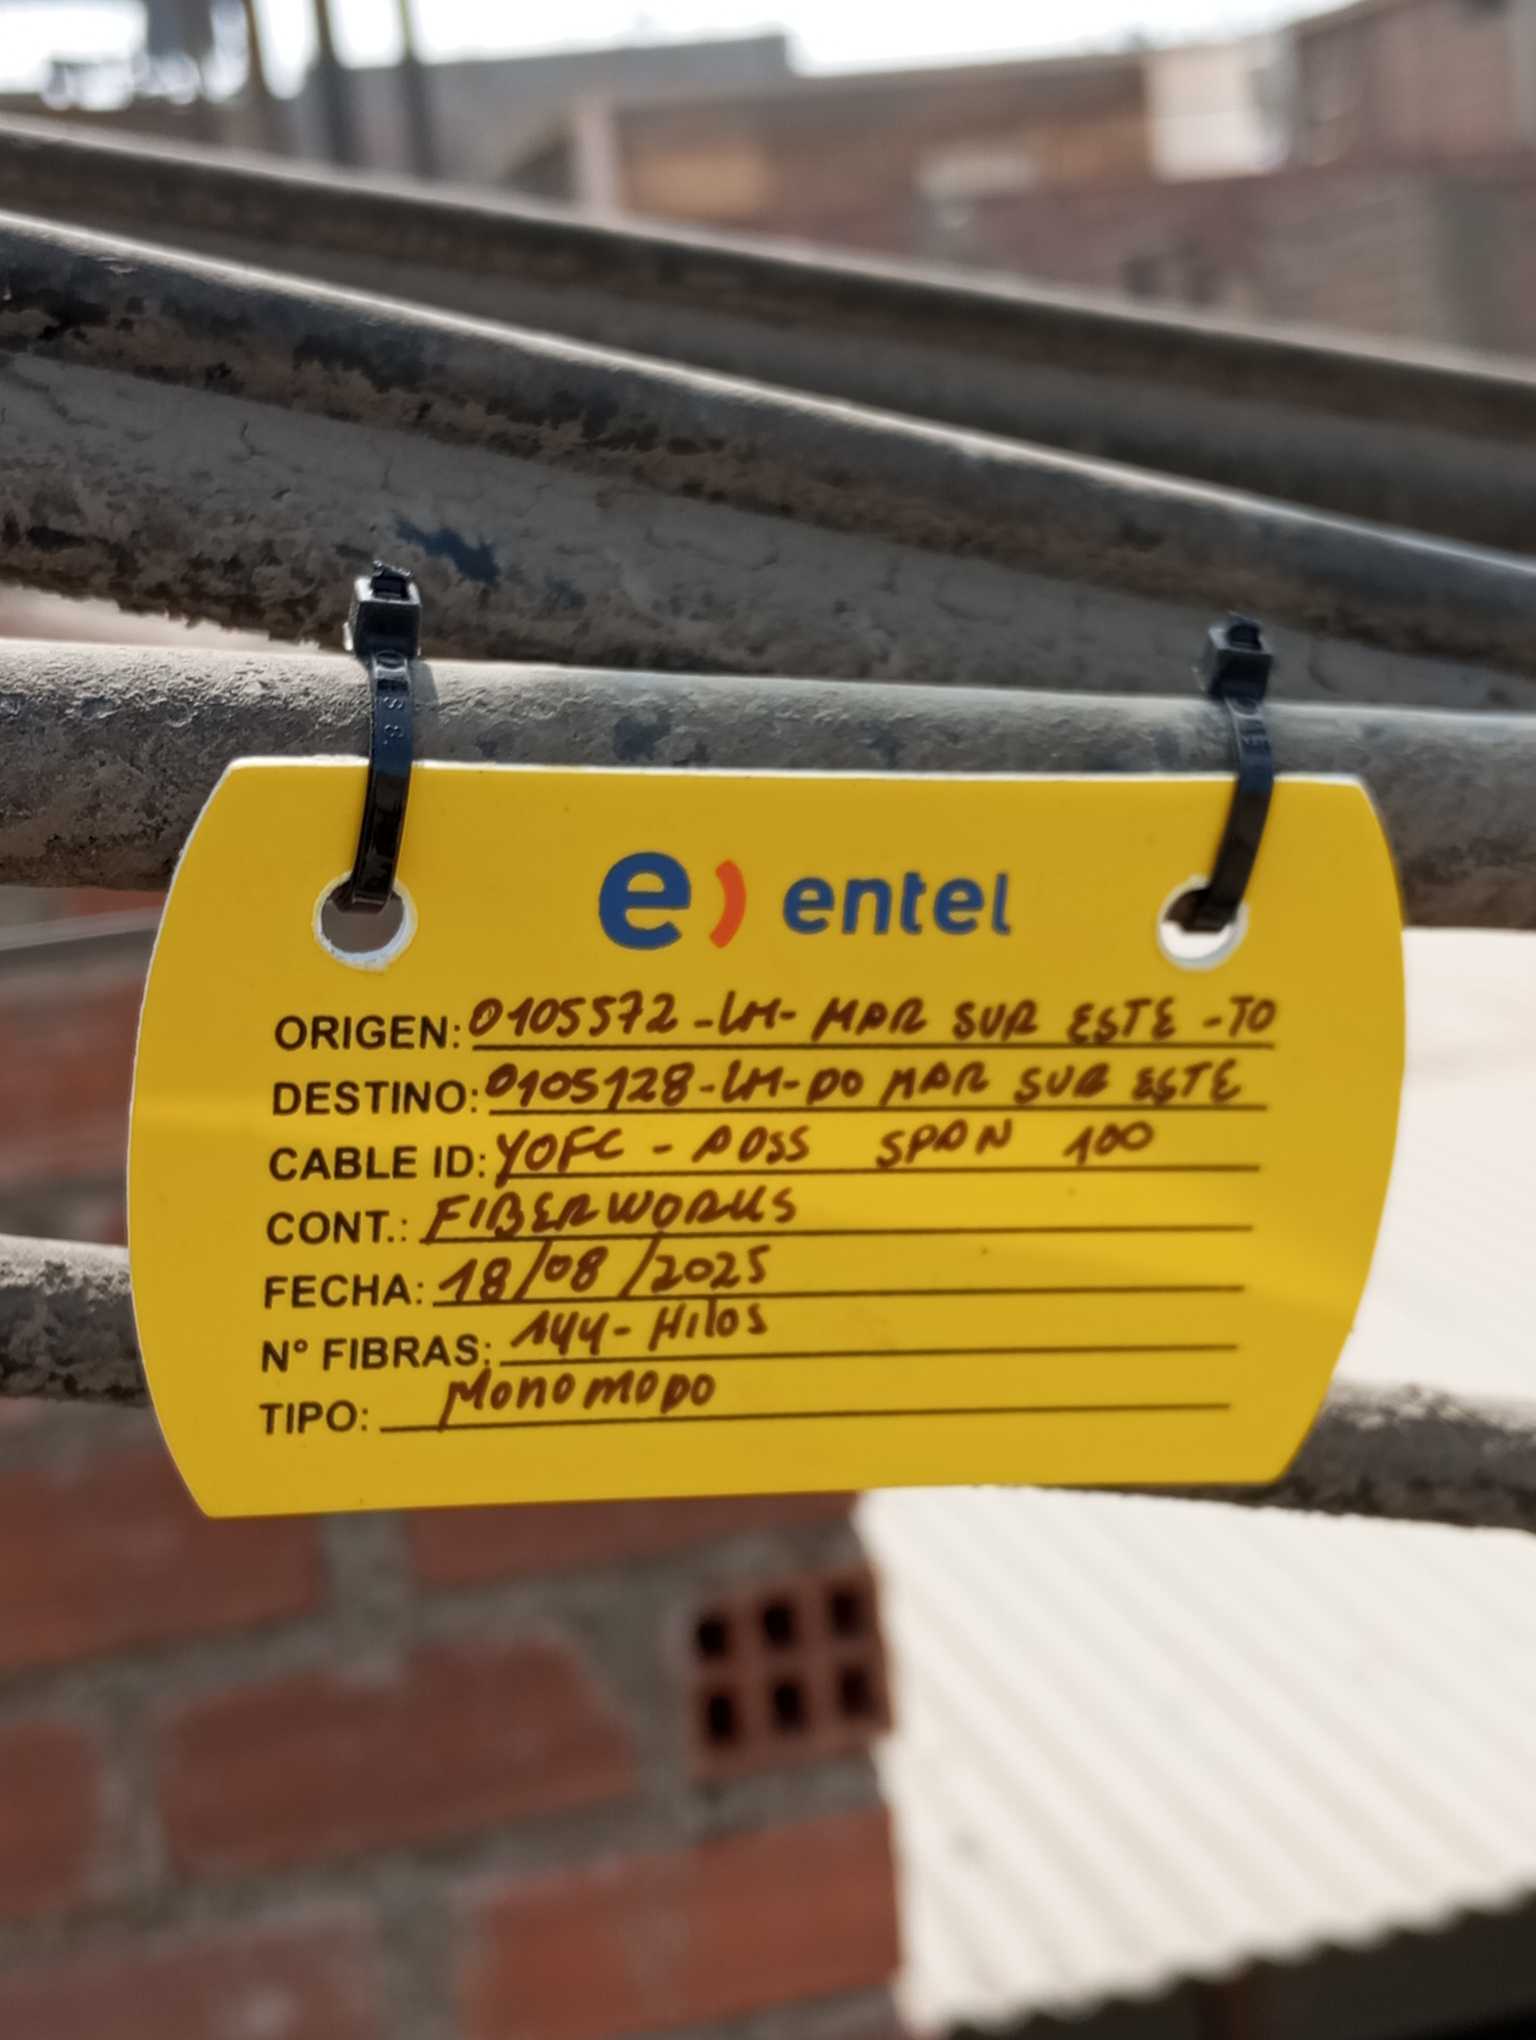 e) entel
ORIGEN: 0105572-LM- MAR SUR ESTE -TO
DESTINO: 0105128-LM-DO MAR SUR ESTE
CABLE ID: YOFC - ADSS SPAN 100
CONT.: FIBERWORKS
FECHA: 18/08/2025
N° FIBRAS: 144- Hilos
TIPO: MONOMODO